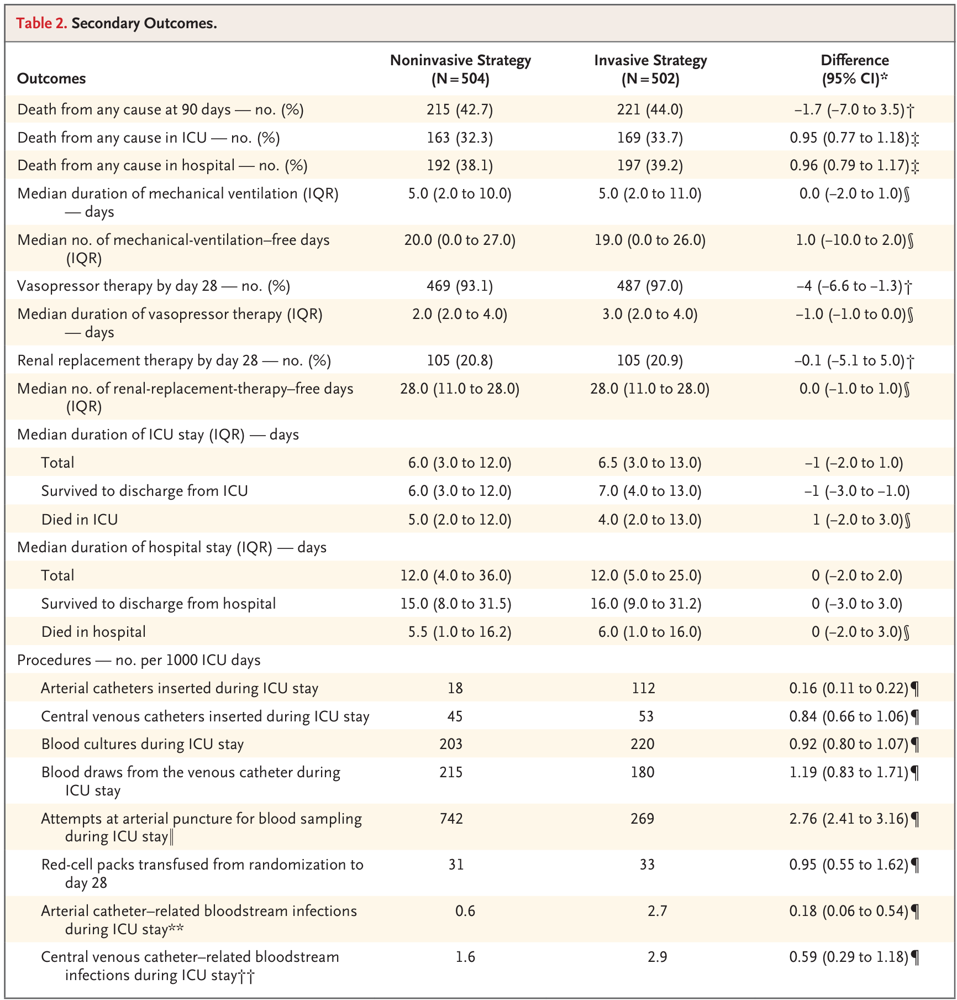 Table 2. Secondary Outcomes.
Outcomes Noninvasive Strategy (N=504) Invasive Strategy (N=502) Difference (95% CI)*
Death from any cause at 90 days — no. (%) 215 (42.7) 221 (44.0) –1.7 (–7.0 to 3.5)†
Death from any cause in ICU — no. (%) 163 (32.3) 169 (33.7) 0.95 (0.77 to 1.18)‡
Death from any cause in hospital — no. (%) 192 (38.1) 197 (39.2) 0.96 (0.79 to 1.17)‡
Median duration of mechanical ventilation (IQR) 5.0 (2.0 to 10.0) 5.0 (2.0 to 11.0) 0.0 (–2.0 to 1.0)§
— days
Median no. of mechanical-ventilation–free days 20.0 (0.0 to 27.0) 19.0 (0.0 to 26.0) 1.0 (–10.0 to 2.0)§
(IQR)
Vasopressor therapy by day 28 — no. (%) 469 (93.1) 487 (97.0) –4 (–6.6 to –1.3)†
Median duration of vasopressor therapy (IQR) 2.0 (2.0 to 4.0) 3.0 (2.0 to 4.0) –1.0 (–1.0 to 0.0)§
— days
Renal replacement therapy by day 28 — no. (%) 105 (20.8) 105 (20.9) –0.1 (–5.1 to 5.0)†
Median no. of renal-replacement-therapy–free days 28.0 (11.0 to 28.0) 28.0 (11.0 to 28.0) 0.0 (–1.0 to 1.0)§
(IQR)
Median duration of ICU stay (IQR) — days
Total 6.0 (3.0 to 12.0) 6.5 (3.0 to 13.0) –1 (–2.0 to 1.0)
Survived to discharge from ICU 6.0 (3.0 to 12.0) 7.0 (4.0 to 13.0) –1 (–3.0 to –1.0)
Died in ICU 5.0 (2.0 to 12.0) 4.0 (2.0 to 13.0) 1 (–2.0 to 3.0)§
Median duration of hospital stay (IQR) — days
Total 12.0 (4.0 to 36.0) 12.0 (5.0 to 25.0) 0 (–2.0 to 2.0)
Survived to discharge from hospital 15.0 (8.0 to 31.5) 16.0 (9.0 to 31.2) 0 (–3.0 to 3.0)
Died in hospital 5.5 (1.0 to 16.2) 6.0 (1.0 to 16.0) 0 (–2.0 to 3.0)§
Procedures — no. per 1000 ICU days
Arterial catheters inserted during ICU stay 18 112 0.16 (0.11 to 0.22)¶
Central venous catheters inserted during ICU stay 45 53 0.84 (0.66 to 1.06)¶
Blood cultures during ICU stay 203 220 0.92 (0.80 to 1.07)¶
Blood draws from the venous catheter during 215 180 1.19 (0.83 to 1.71)¶
ICU stay
Attempts at arterial puncture for blood sampling 742 269 2.76 (2.41 to 3.16)¶
during ICU stay‖
Red-cell packs transfused from randomization to 31 33 0.95 (0.55 to 1.62)¶
day 28
Arterial catheter–related bloodstream infections 0.6 2.7 0.18 (0.06 to 0.54)¶
during ICU stay**
Central venous catheter–related bloodstream 1.6 2.9 0.59 (0.29 to 1.18)¶
infections during ICU stay††